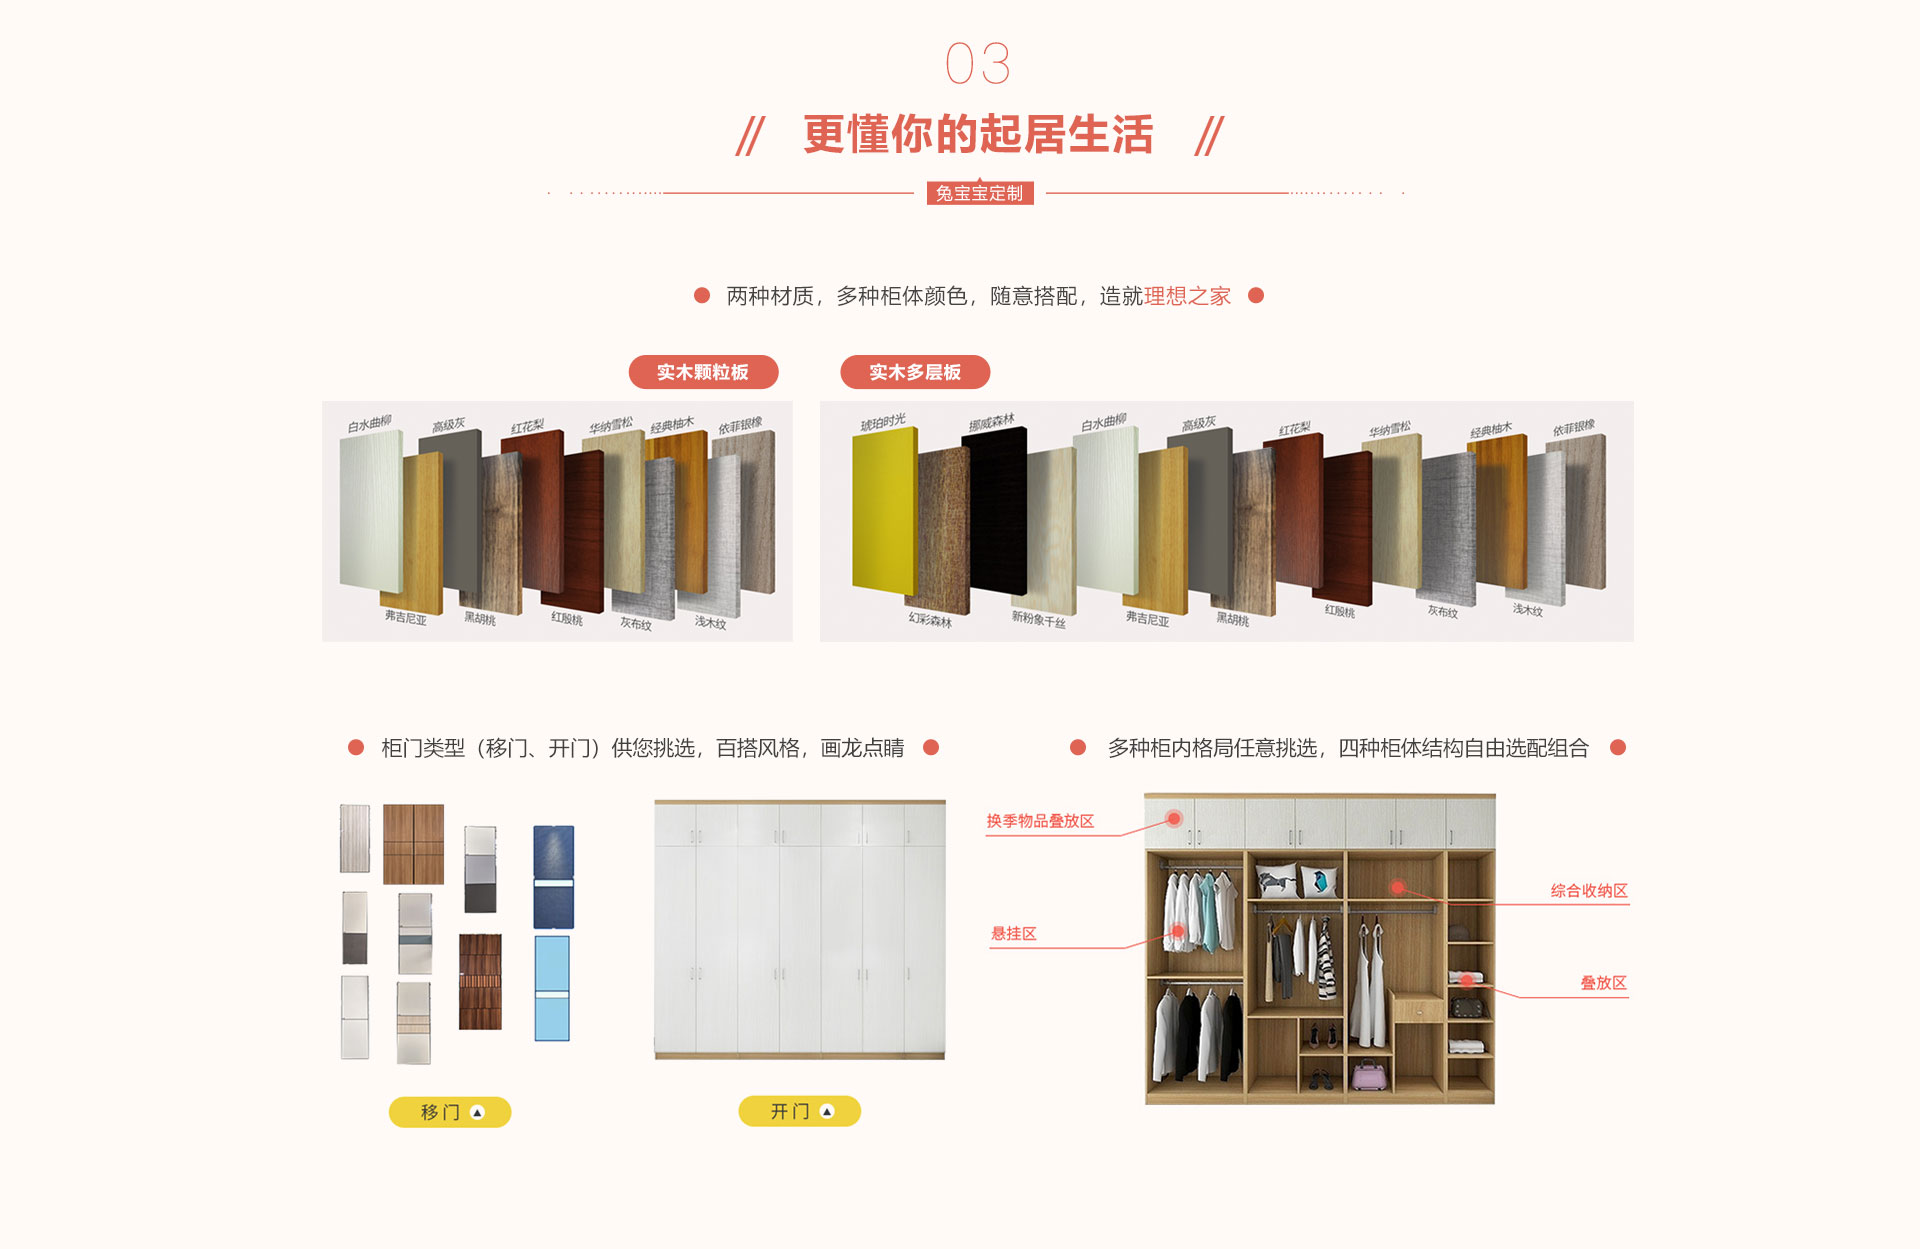 03
// 更懂你的起居生活 //
兔宝宝定制
两种材质，多种柜体颜色，随意搭配，造就理想之家
实木颗粒板
实木多层板
白水曲柳
高级灰
红花梨
华纳雪松
经典柚木
依菲银橡
弗吉尼亚
黑胡桃
红殷桃
灰布纹
浅木纹
琥珀时光
挪威森林
白水曲柳
高级灰
红花梨
华纳雪松
经典柚木
依菲银橡
幻彩森林
新粉象千丝
弗吉尼亚
黑胡桃
红殷桃
灰布纹
浅木纹
柜门类型（移门、开门）供您挑选，百搭风格，画龙点睛
移门
开门
多种柜内格局任意挑选，四种柜体结构自由选配组合
换季物品叠放区
悬挂区
综合收纳区
叠放区